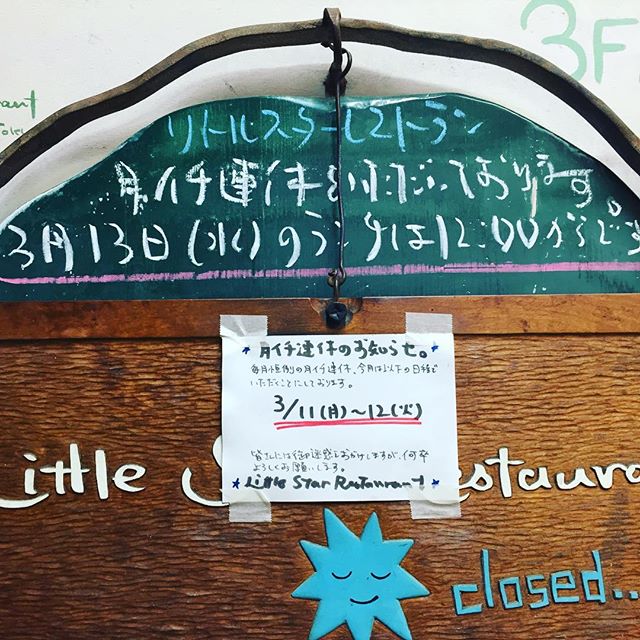 3F
リトルスターレストラン
月イチ連休いただいております。
3月13日(水)のランチは12:00からです
月イチ連休のお知らせ。
毎月恒例の月イチ連休、今月は以下の日程で
いただくことにしております。
3/11(月)〜12(火)
皆さんには御迷惑をおかけしますが、何卒
よろしくお願いします。
Little Star Restaurant
Little S estaura
closed...